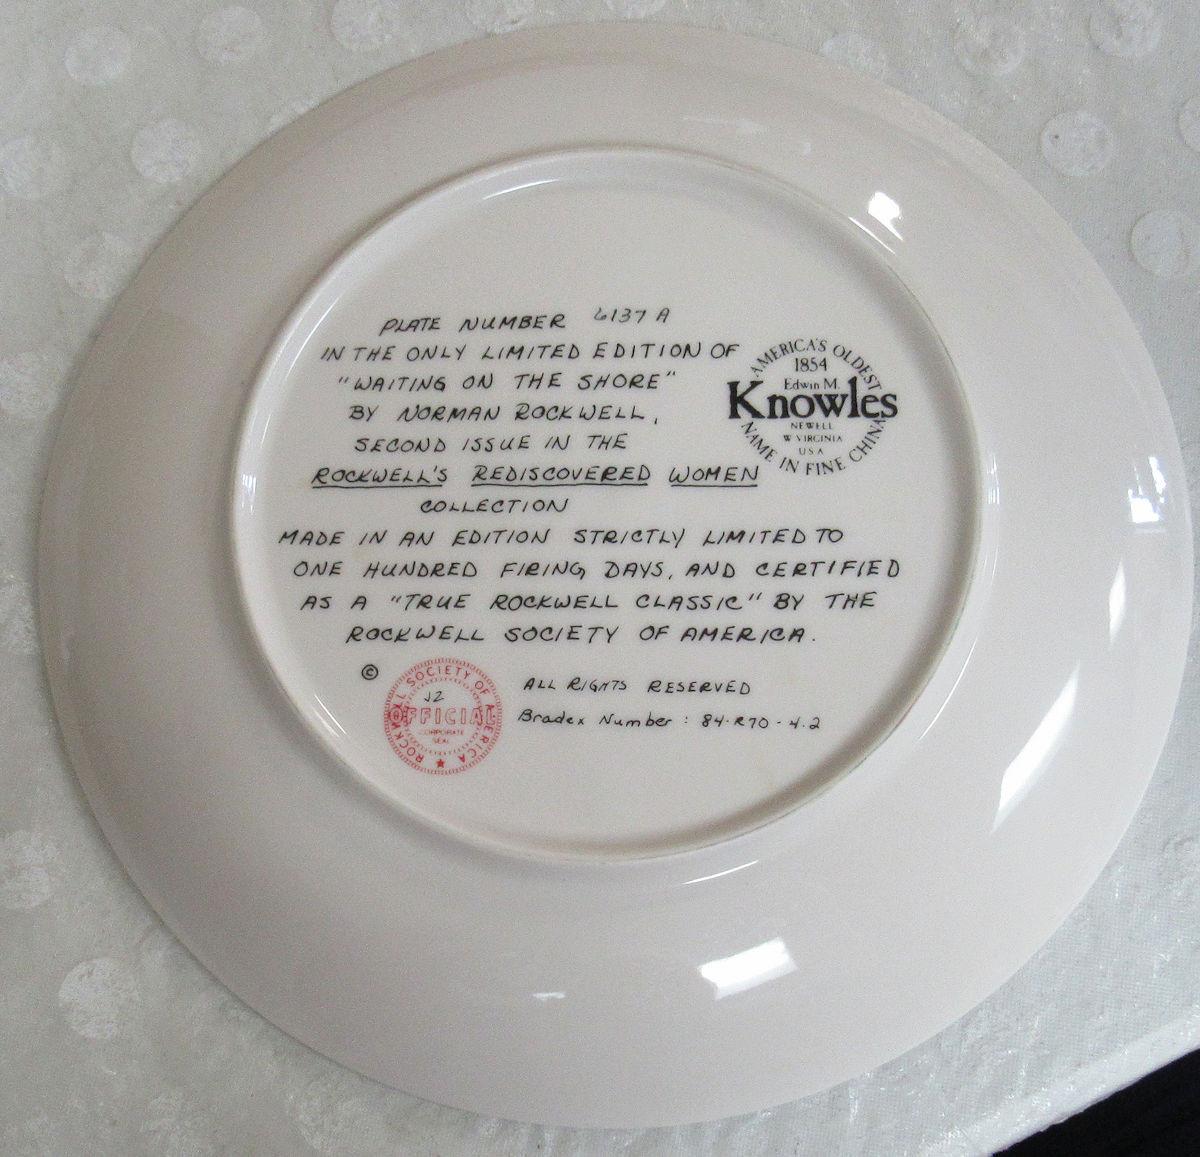 PLATE NUMBER 6137 A
IN THE ONLY LIMITED EDITION OF
"WAITING ON THE SHORE"
BY NORMAN ROCKWELL,
SECOND ISSUE IN THE
ROCKWELL'S REDISCOVERED WOMEN
COLLECTION
MADE IN AN EDITION STRICTLY LIMITED TO
ONE HUNDRED FIRING DAYS, AND CERTIFIED
AS A "TRUE ROCKWELL CLASSIC" BY THE
ROCKWELL SOCIETY OF AMERICA.
AMERICA'S OLDEST
1854
Edwin M.
Knowles
NEWELL
W VIRGINIA
USA
NAME IN FINE CHINA
©
ROCKWELL SOCIETY OF AMERICA
J2
OFFICIAL
CORPORATE
SEAL
ALL RIGHTS RESERVED
Bradex Number: 84-R70-4.2